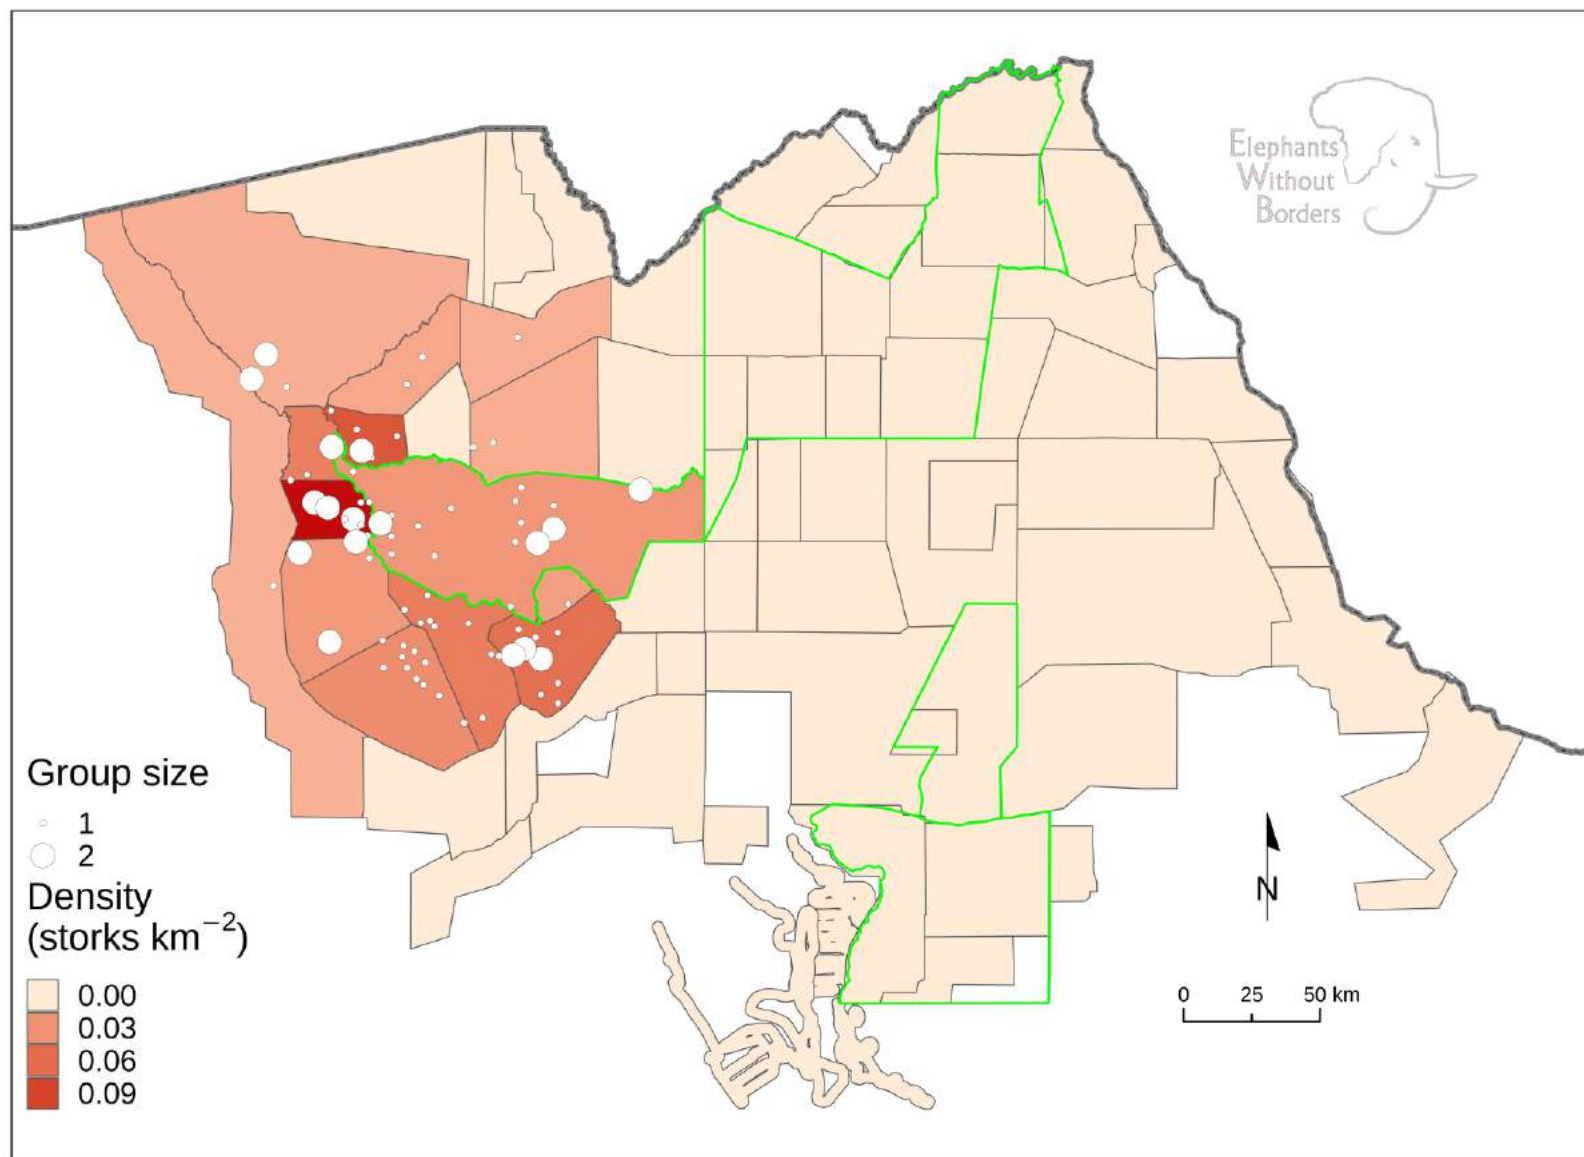 Elephants
Without
Borders
Group size
1
2
Density
(storks km−2)
0.00
0.03
0.06
0.09
N
0 25 50 km